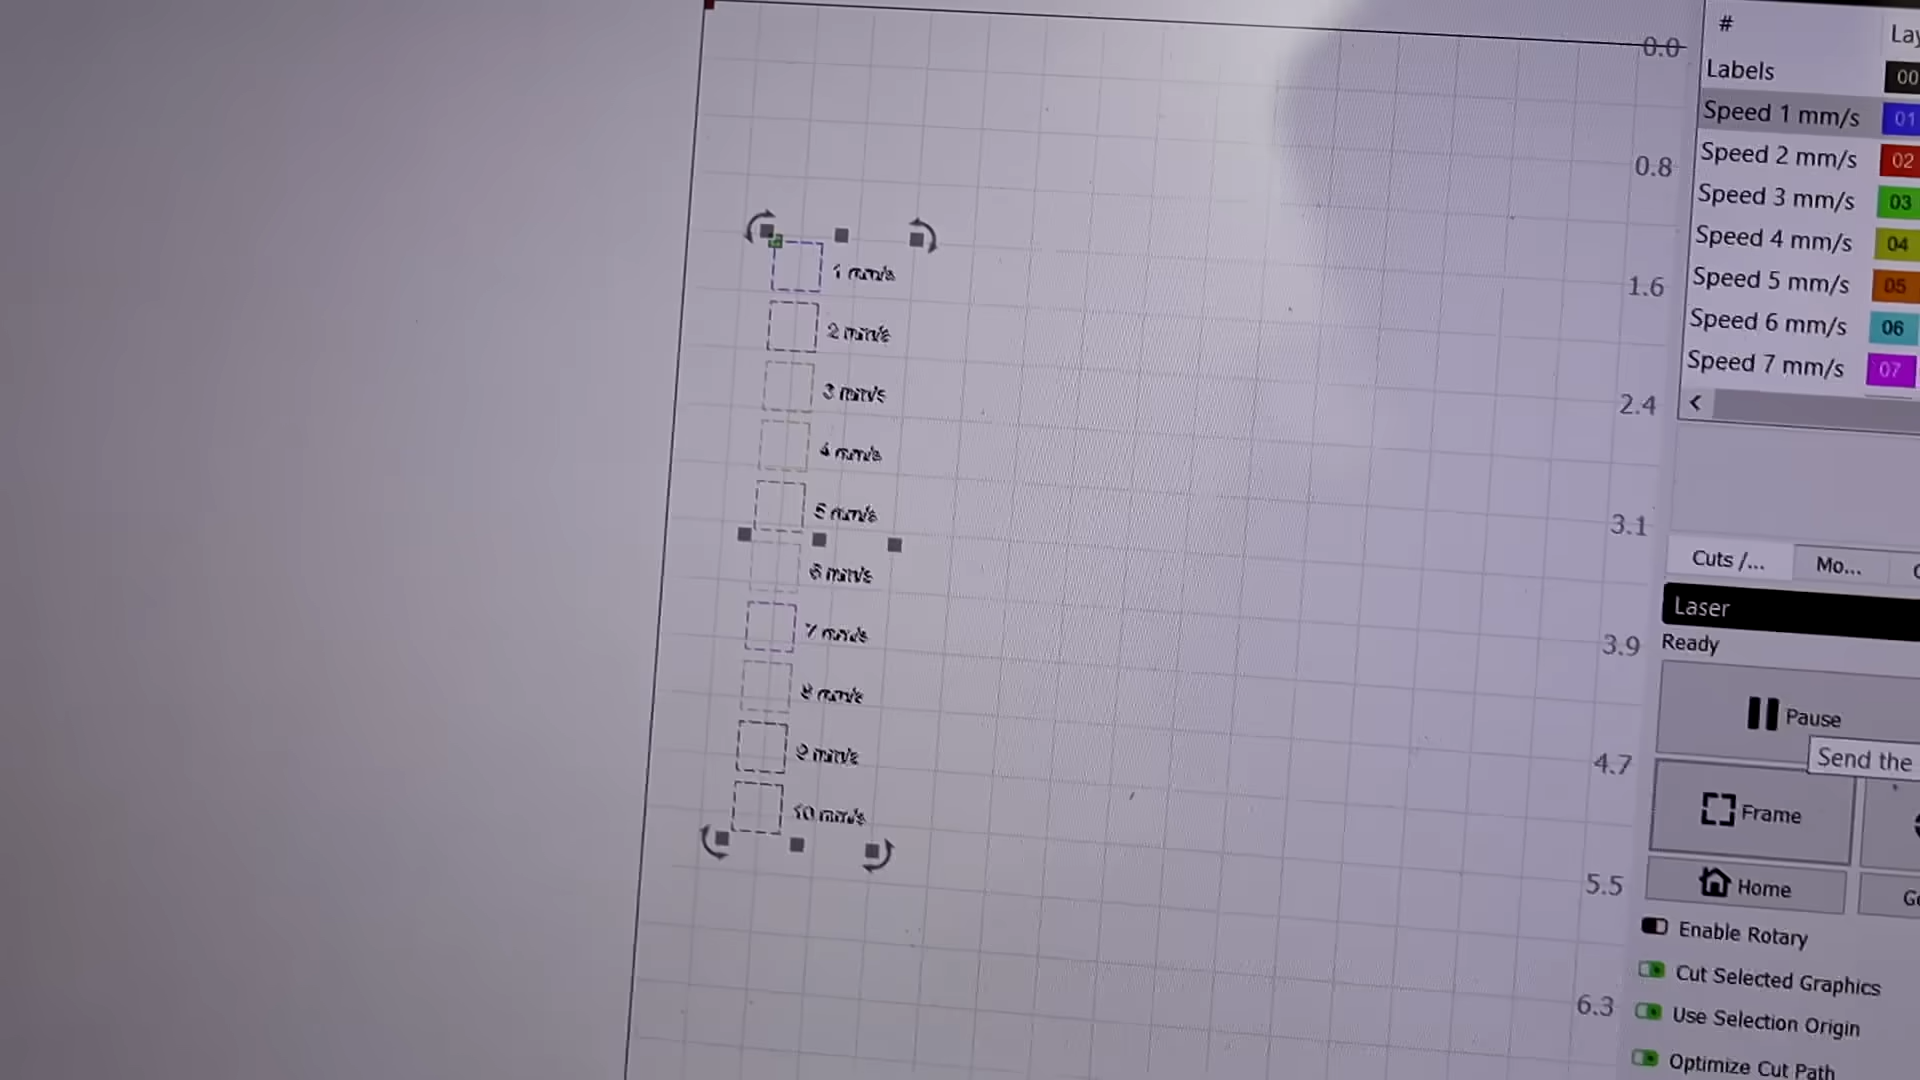 #
Lay
Labels
00
Speed 1 mm/s
01
Speed 2 mm/s
02
Speed 3 mm/s
03
Speed 4 mm/s
04
Speed 5 mm/s
05
Speed 6 mm/s
06
Speed 7 mm/s
07
0.0
0.8
1.6
2.4
3.1
3.9
4.7
5.5
6.3
1 mm/s
2 mm/s
3 mm/s
4 mm/s
5 mm/s
6 mm/s
7 mm/s
8 mm/s
9 mm/s
10 mm/s
Cuts /...
Mo...
Laser
Ready
Pause
Send the
Frame
Home
Enable Rotary
Cut Selected Graphics
Use Selection Origin
Optimize Cut Path